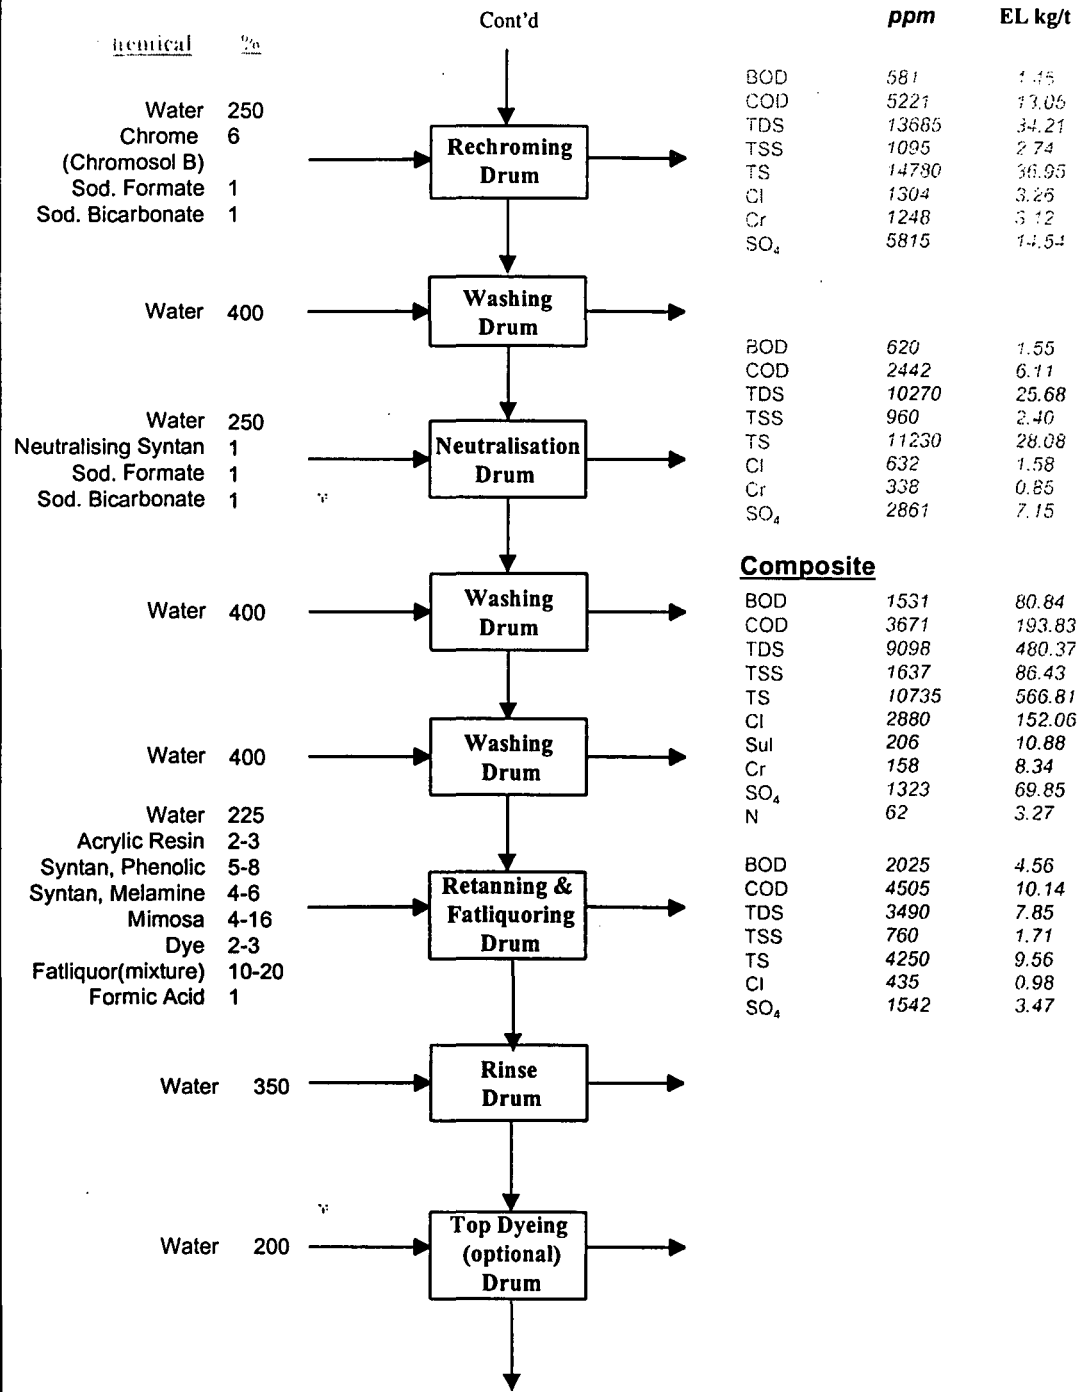 Cont'd
ppm EL kg/t
hemical %
BOD 581 1.45
COD 5221 13.05
TDS 13685 34.21
TSS 1095 2.74
TS 14780 36.95
Cl 1304 3.26
Cr 1248 3.12
SO₄ 5815 14.54
Water 250
Chrome 6
(Chromosol B)
Sod. Formate 1
Sod. Bicarbonate 1
Rechroming
Drum
Water 400
Washing
Drum
BOD 620 1.55
COD 2442 6.11
TDS 10270 25.68
TSS 960 2.40
TS 11230 28.08
Cl 632 1.58
Cr 338 0.85
SO₄ 2861 7.15
Water 250
Neutralising Syntan 1
Sod. Formate 1
Sod. Bicarbonate 1
Neutralisation
Drum
Composite
BOD 1531 80.84
COD 3671 193.83
TDS 9098 480.37
TSS 1637 86.43
TS 10735 566.81
Cl 2880 152.06
Sul 206 10.88
Cr 158 8.34
SO₄ 1323 69.85
N 62 3.27
Water 400
Washing
Drum
Water 400
Washing
Drum
Water 225
Acrylic Resin 2-3
Syntan, Phenolic 5-8
Syntan, Melamine 4-6
Mimosa 4-16
Dye 2-3
Fatliquor(mixture) 10-20
Formic Acid 1
Retanning &
Fatliquoring
Drum
BOD 2025 4.56
COD 4505 10.14
TDS 3490 7.85
TSS 760 1.71
TS 4250 9.56
Cl 435 0.98
SO₄ 1542 3.47
Water 350
Rinse
Drum
Water 200
Top Dyeing
(optional)
Drum